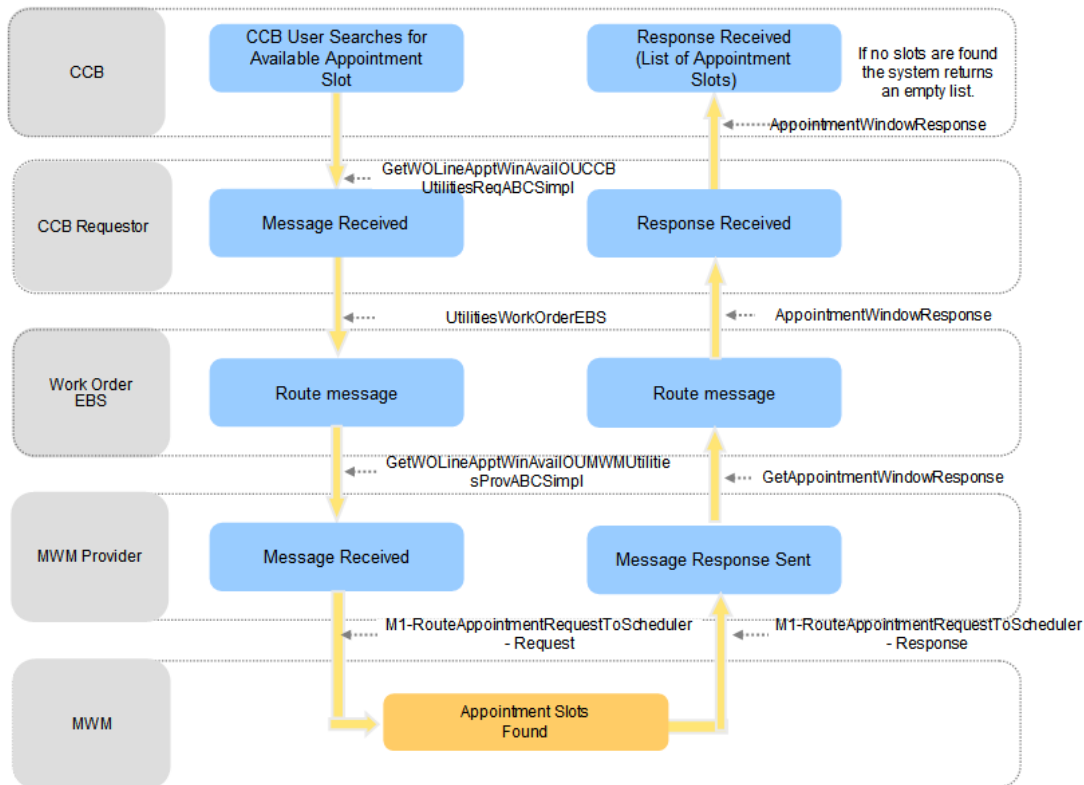 CCB User Searches for
Available Appointment
Slot
Response Received
(List of Appointment
Slots)
If no slots are found
the system returns
an empty list.
CCB
AppointmentWindowResponse
GetWOLineApptWinAvailOUCCB
UtilitiesReqABCSImpl
CCB Requestor
Message Received
Response Received
UtilitiesWorkOrderEBS
AppointmentWindowResponse
Work Order
EBS
Route message
Route message
GetWOLineApptWinAvailOUMWMUtilitie
sProvABCSImpl
GetAppointmentWindowResponse
MWM Provider
Message Received
Message Response Sent
M1-RouteAppointmentRequestToScheduler
- Request
M1-RouteAppointmentRequestToScheduler
- Response
MWM
Appointment Slots
Found